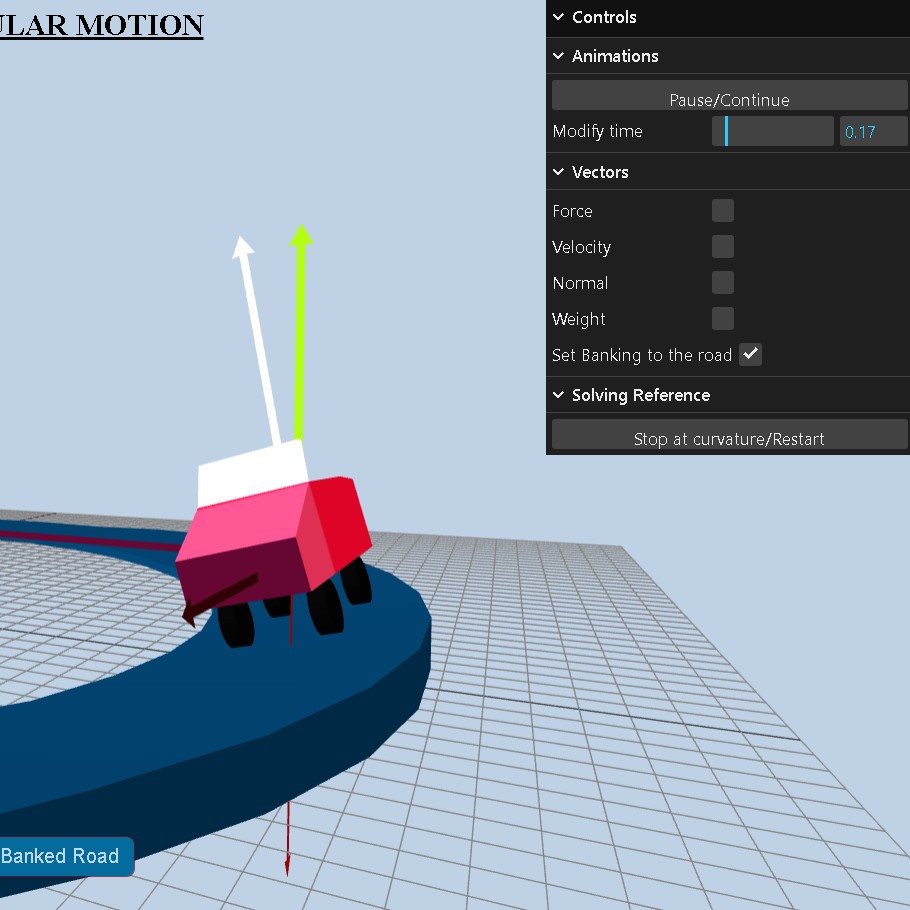 ULAR MOTION
Controls
Animations
Pause/Continue
Modify time 0.17
Vectors
Force
Velocity
Normal
Weight
Set Banking to the road
Solving Reference
Stop at curvature/Restart
Banked Road